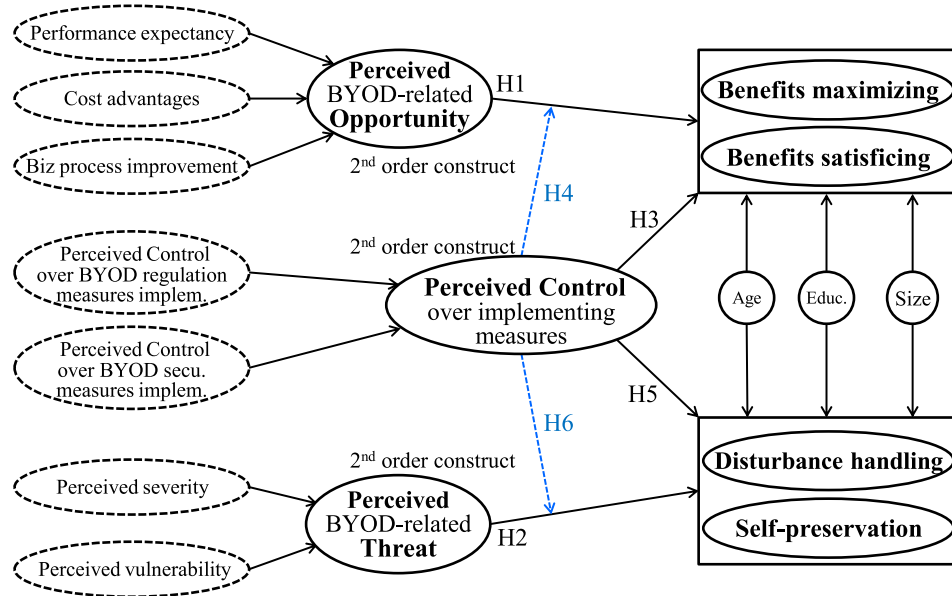 Performance expectancy
Cost advantages
Biz process improvement
Perceived
BYOD-related
Opportunity
2nd order construct
H1
Benefits maximizing
Benefits satisficing
H4
H3
Perceived Control
over BYOD regulation
measures implem.
Perceived Control
over BYOD secu.
measures implem.
2nd order construct
Perceived Control
over implementing
measures
Age
Educ.
Size
H5
H6
Perceived severity
Perceived vulnerability
2nd order construct
Perceived
BYOD-related
Threat
H2
Disturbance handling
Self-preservation